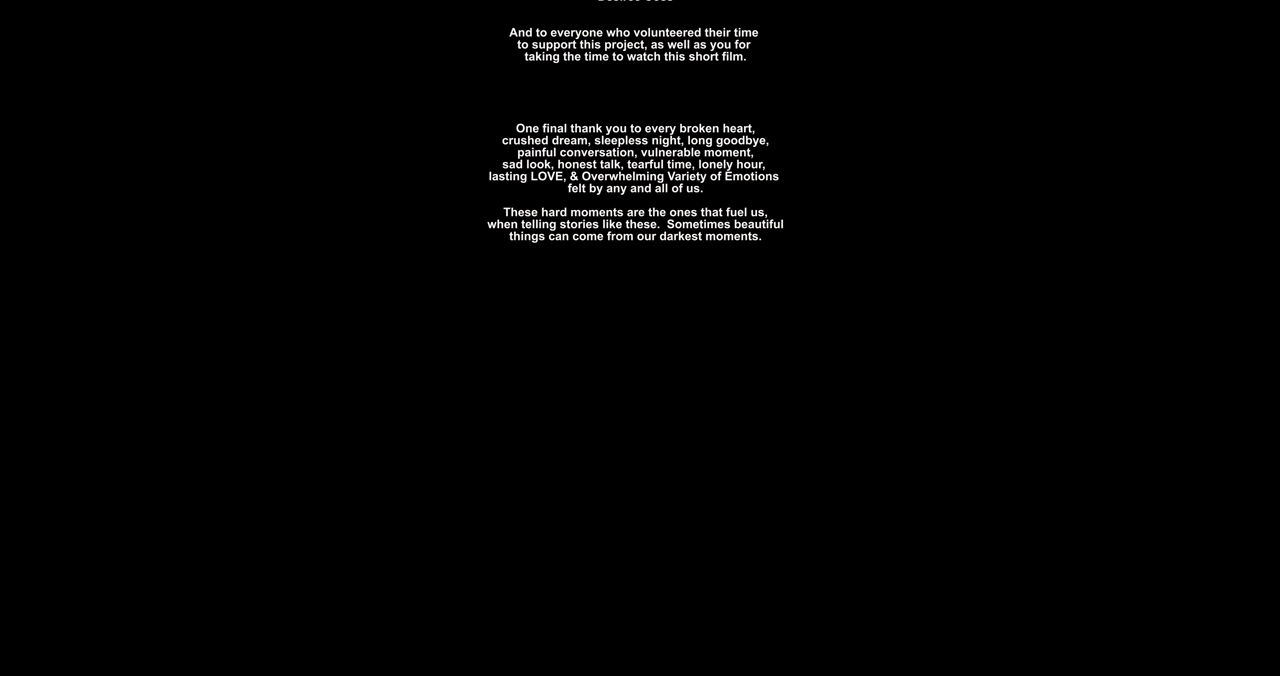 And to everyone who volunteered their time
to support this project, as well as you for
taking the time to watch this short film.
One final thank you to every broken heart,
crushed dream, sleepless night, long goodbye,
painful conversation, vulnerable moment,
sad look, honest talk, tearful time, lonely hour,
lasting LOVE, & Overwhelming Variety of Emotions
felt by any and all of us.
These hard moments are the ones that fuel us,
when telling stories like these.  Sometimes beautiful
things can come from our darkest moments.